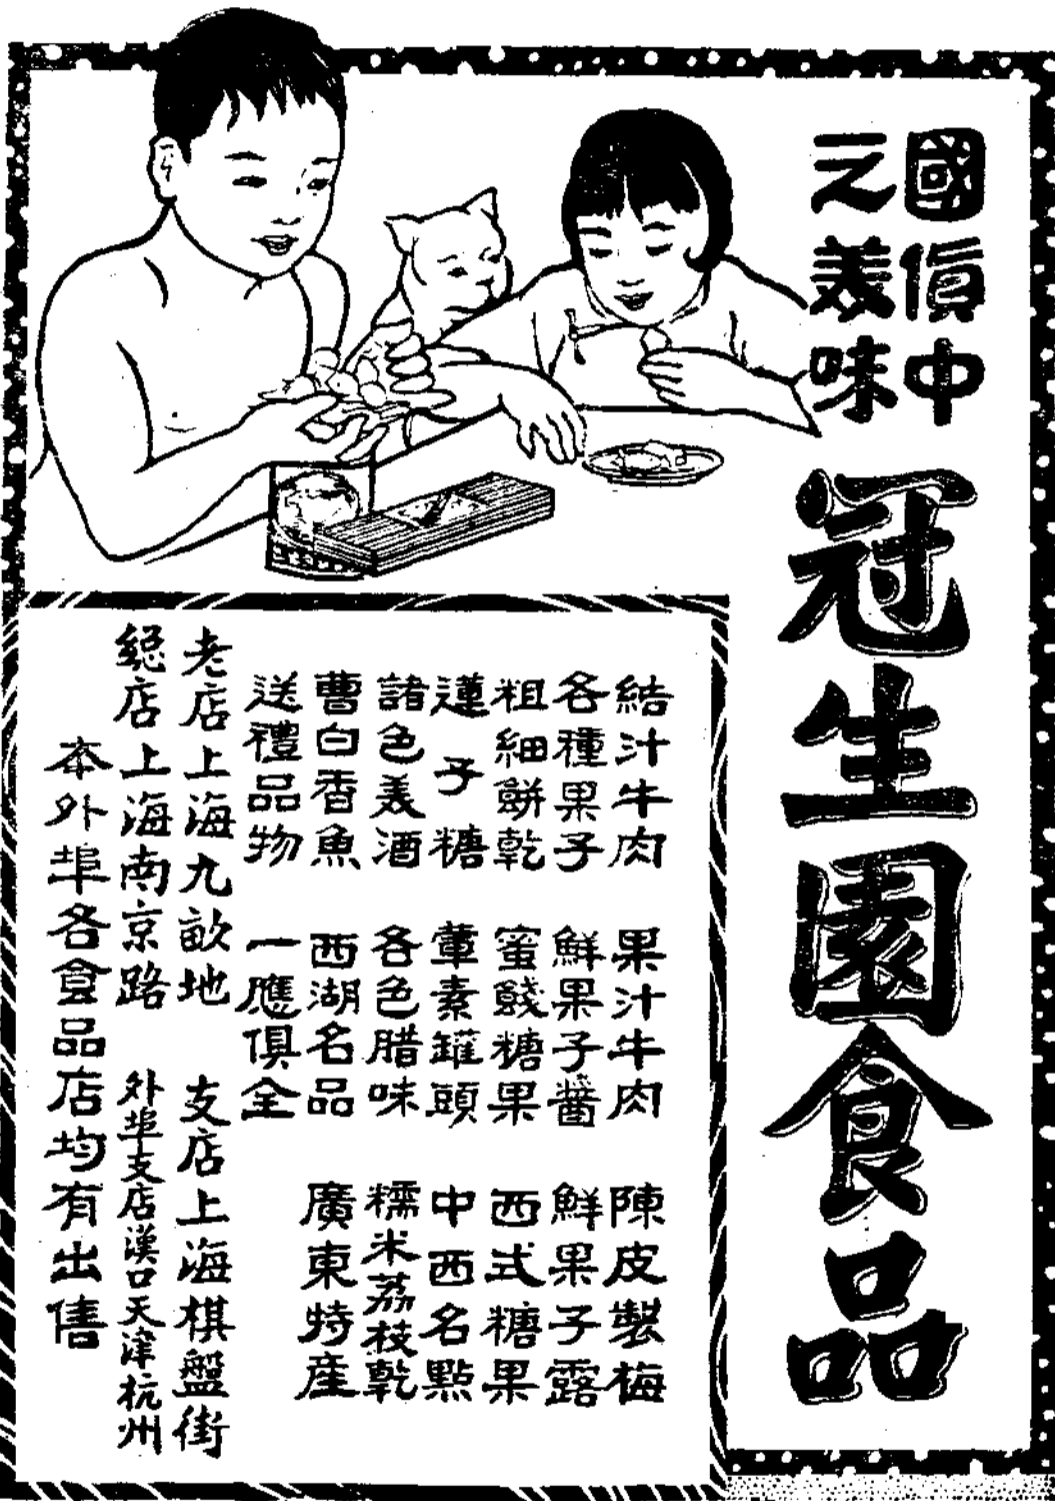 國貨中
之美味
冠生園食品
結汁牛肉 果汁牛肉 陳皮製梅
各種果子 鮮果子醬 鮮果子露
粗細餅乾 蜜餞糖果 西式糖果
蓮子糖 葷素罐頭 中西名點
諸色美酒 各色腊味 糯米荔枝乾
曹白香魚 西湖名品 廣東特產
送禮品物 一應俱全
老店上海九畝地 支店上海棋盤街
總店上海南京路 外埠支店漢口天津杭州
本外埠各食品店均有出售